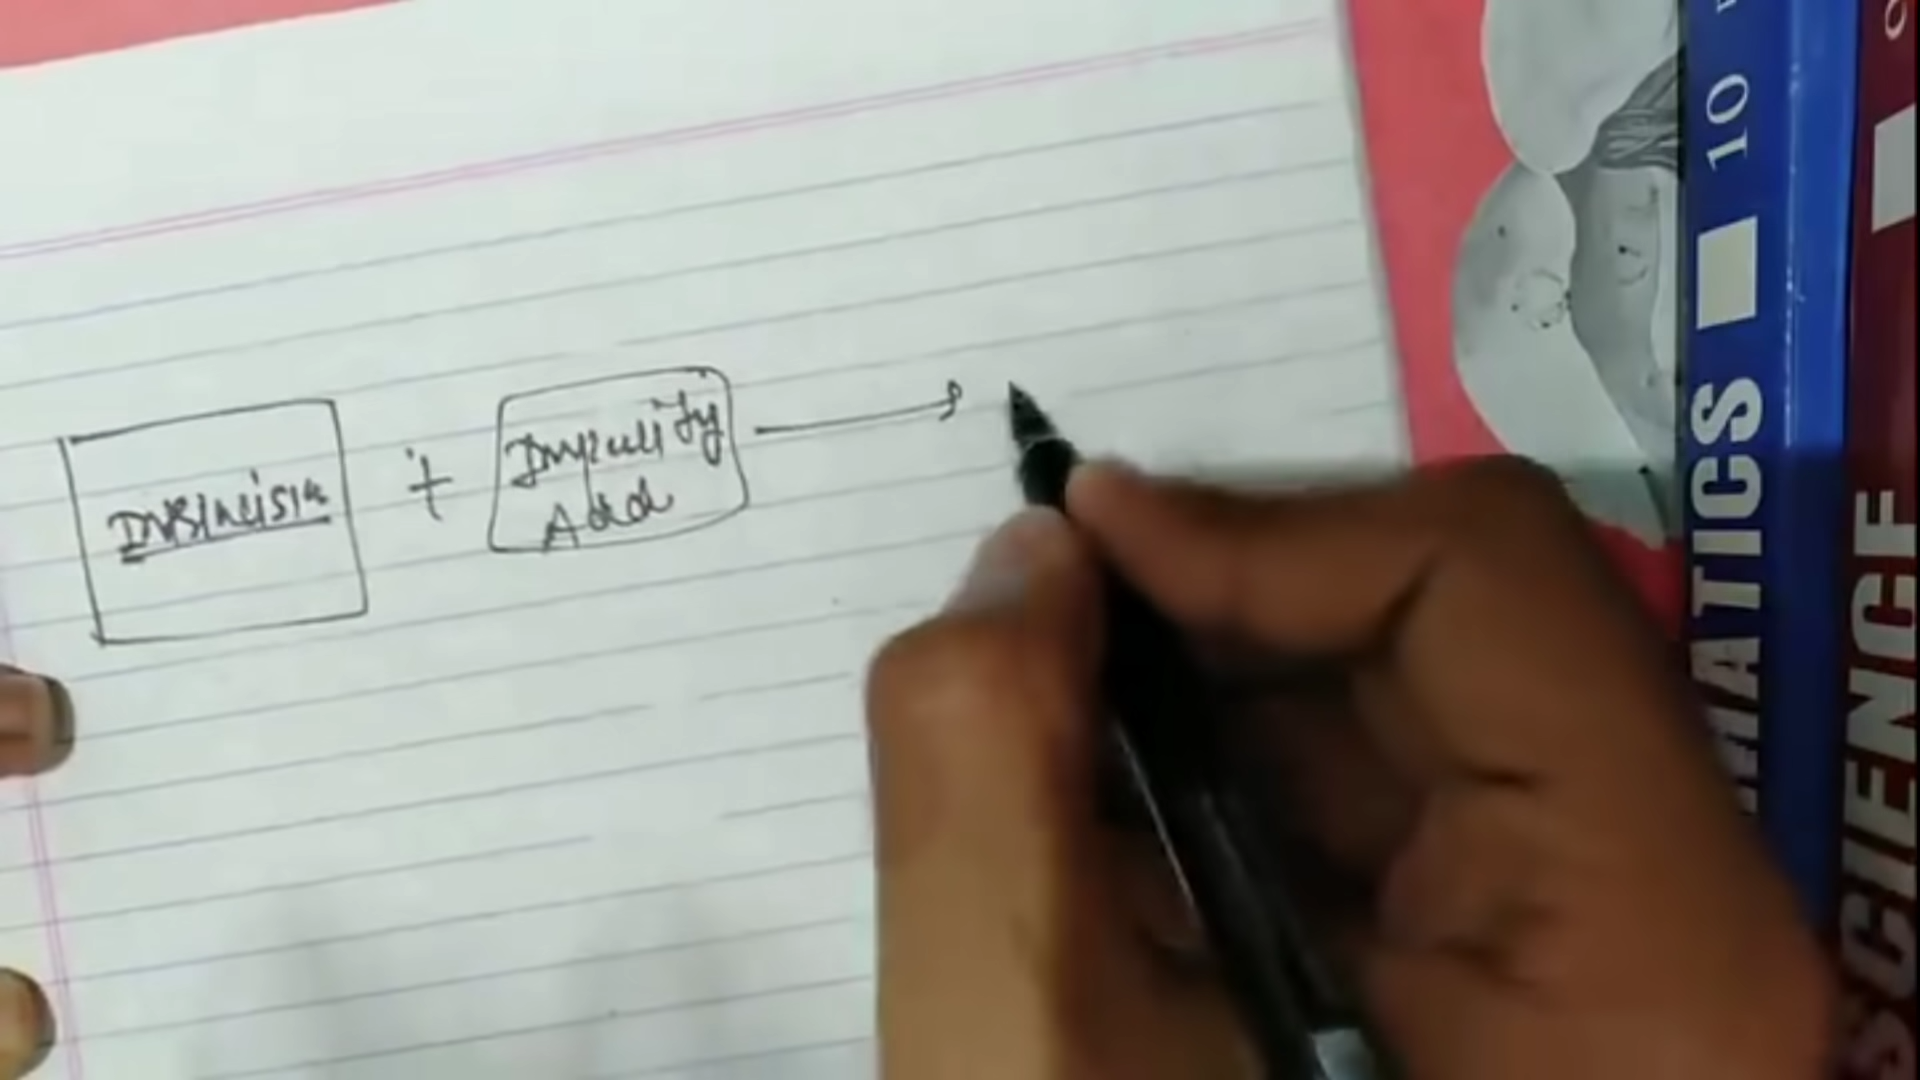 Intrinsic + Impurity
Add
10
MATICS
SCIENCE